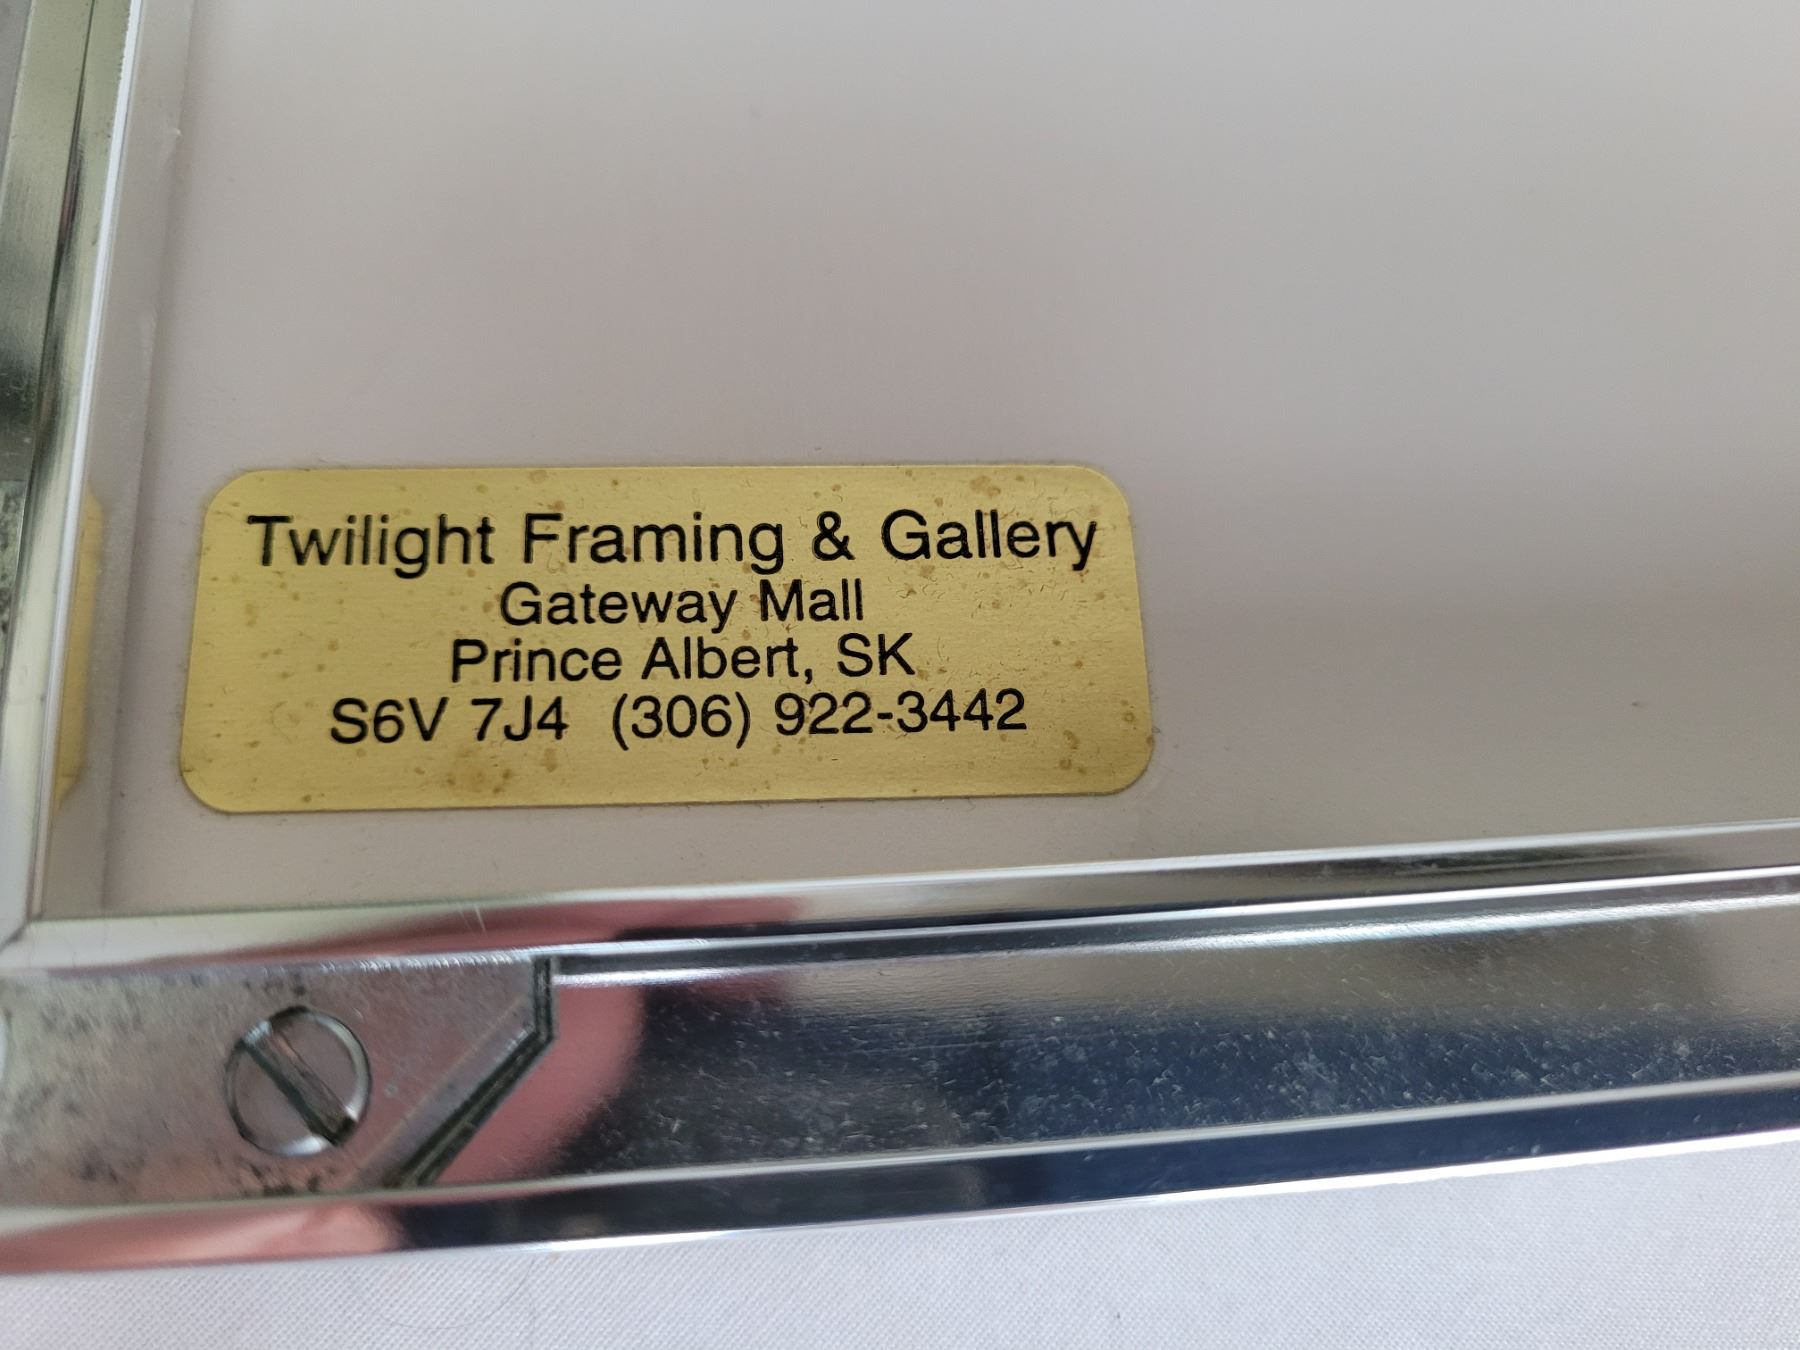 Twilight Framing & Gallery
Gateway Mall
Prince Albert, SK
S6V 7J4  (306) 922-3442